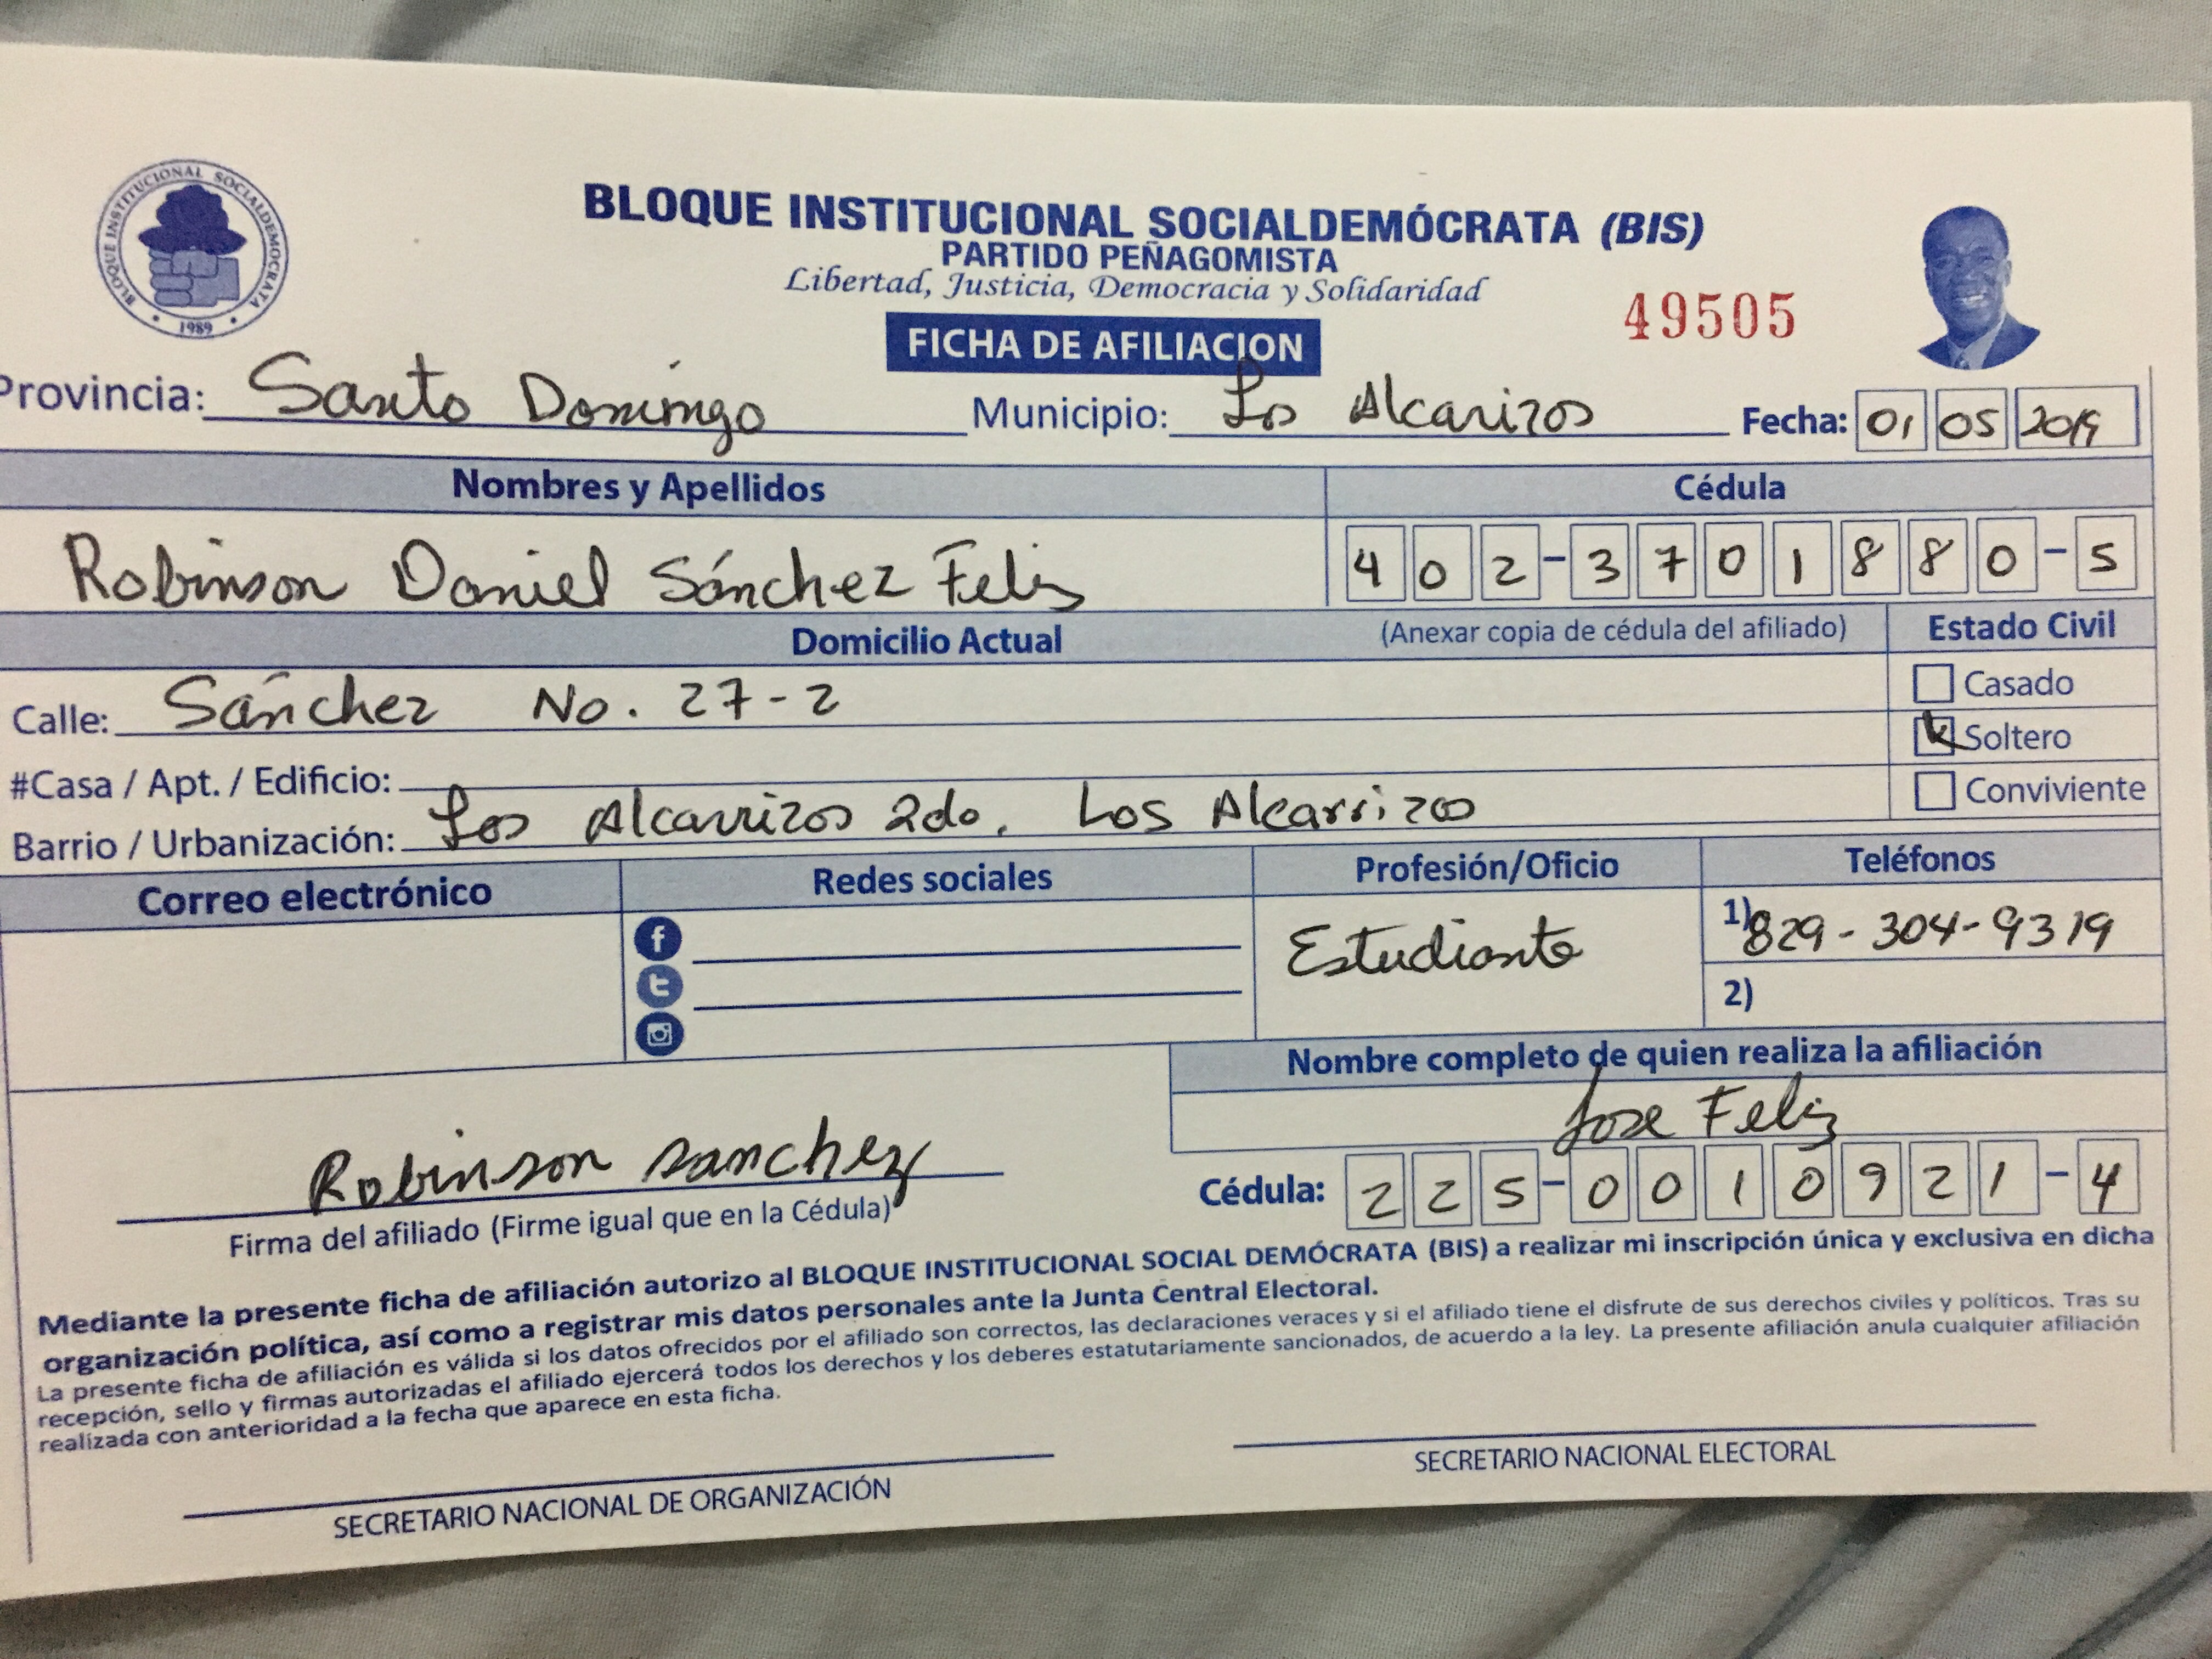 BLOQUE INSTITUCIONAL SOCIALDEMOCRATA
1989
BLOQUE INSTITUCIONAL SOCIALDEMÓCRATA (BIS)
PARTIDO PEÑAGOMISTA
Libertad, Justicia, Democracia y Solidaridad
49505
FICHA DE AFILIACION
Provincia: Santo Domingo Municipio: Los Alcarizos Fecha: 01 05 2019
Nombres y Apellidos Cédula
Robinson Daniel Sánchez Feliz 402-3701880-5
Domicilio Actual (Anexar copia de cédula del afiliado) Estado Civil
Calle: Sánchez No. 27-2 Casado
Soltero
#Casa / Apt. / Edificio: Conviviente
Barrio / Urbanización: Los Alcarrizos 2do. Los Alcarrizos
Correo electrónico Redes sociales Profesión/Oficio Teléfonos
Estudiante 1) 829-304-9319
2)
Nombre completo de quien realiza la afiliación
Jose Feliz
Robinson sanchez
Firma del afiliado (Firme igual que en la Cédula) Cédula: 225-0010921-4
Mediante la presente ficha de afiliación autorizo al BLOQUE INSTITUCIONAL SOCIAL DEMÓCRATA (BIS) a realizar mi inscripción única y exclusiva en dicha
organización política, así como a registrar mis datos personales ante la Junta Central Electoral.
La presente ficha de afiliación es válida si los datos ofrecidos por el afiliado son correctos, las declaraciones veraces y si el afiliado tiene el disfrute de sus derechos civiles y políticos. Tras su
recepción, sello y firmas autorizadas el afiliado ejercerá todos los derechos y los deberes estatutariamente sancionados, de acuerdo a la ley. La presente afiliación anula cualquier afiliación
realizada con anterioridad a la fecha que aparece en esta ficha.
SECRETARIO NACIONAL DE ORGANIZACIÓN SECRETARIO NACIONAL ELECTORAL